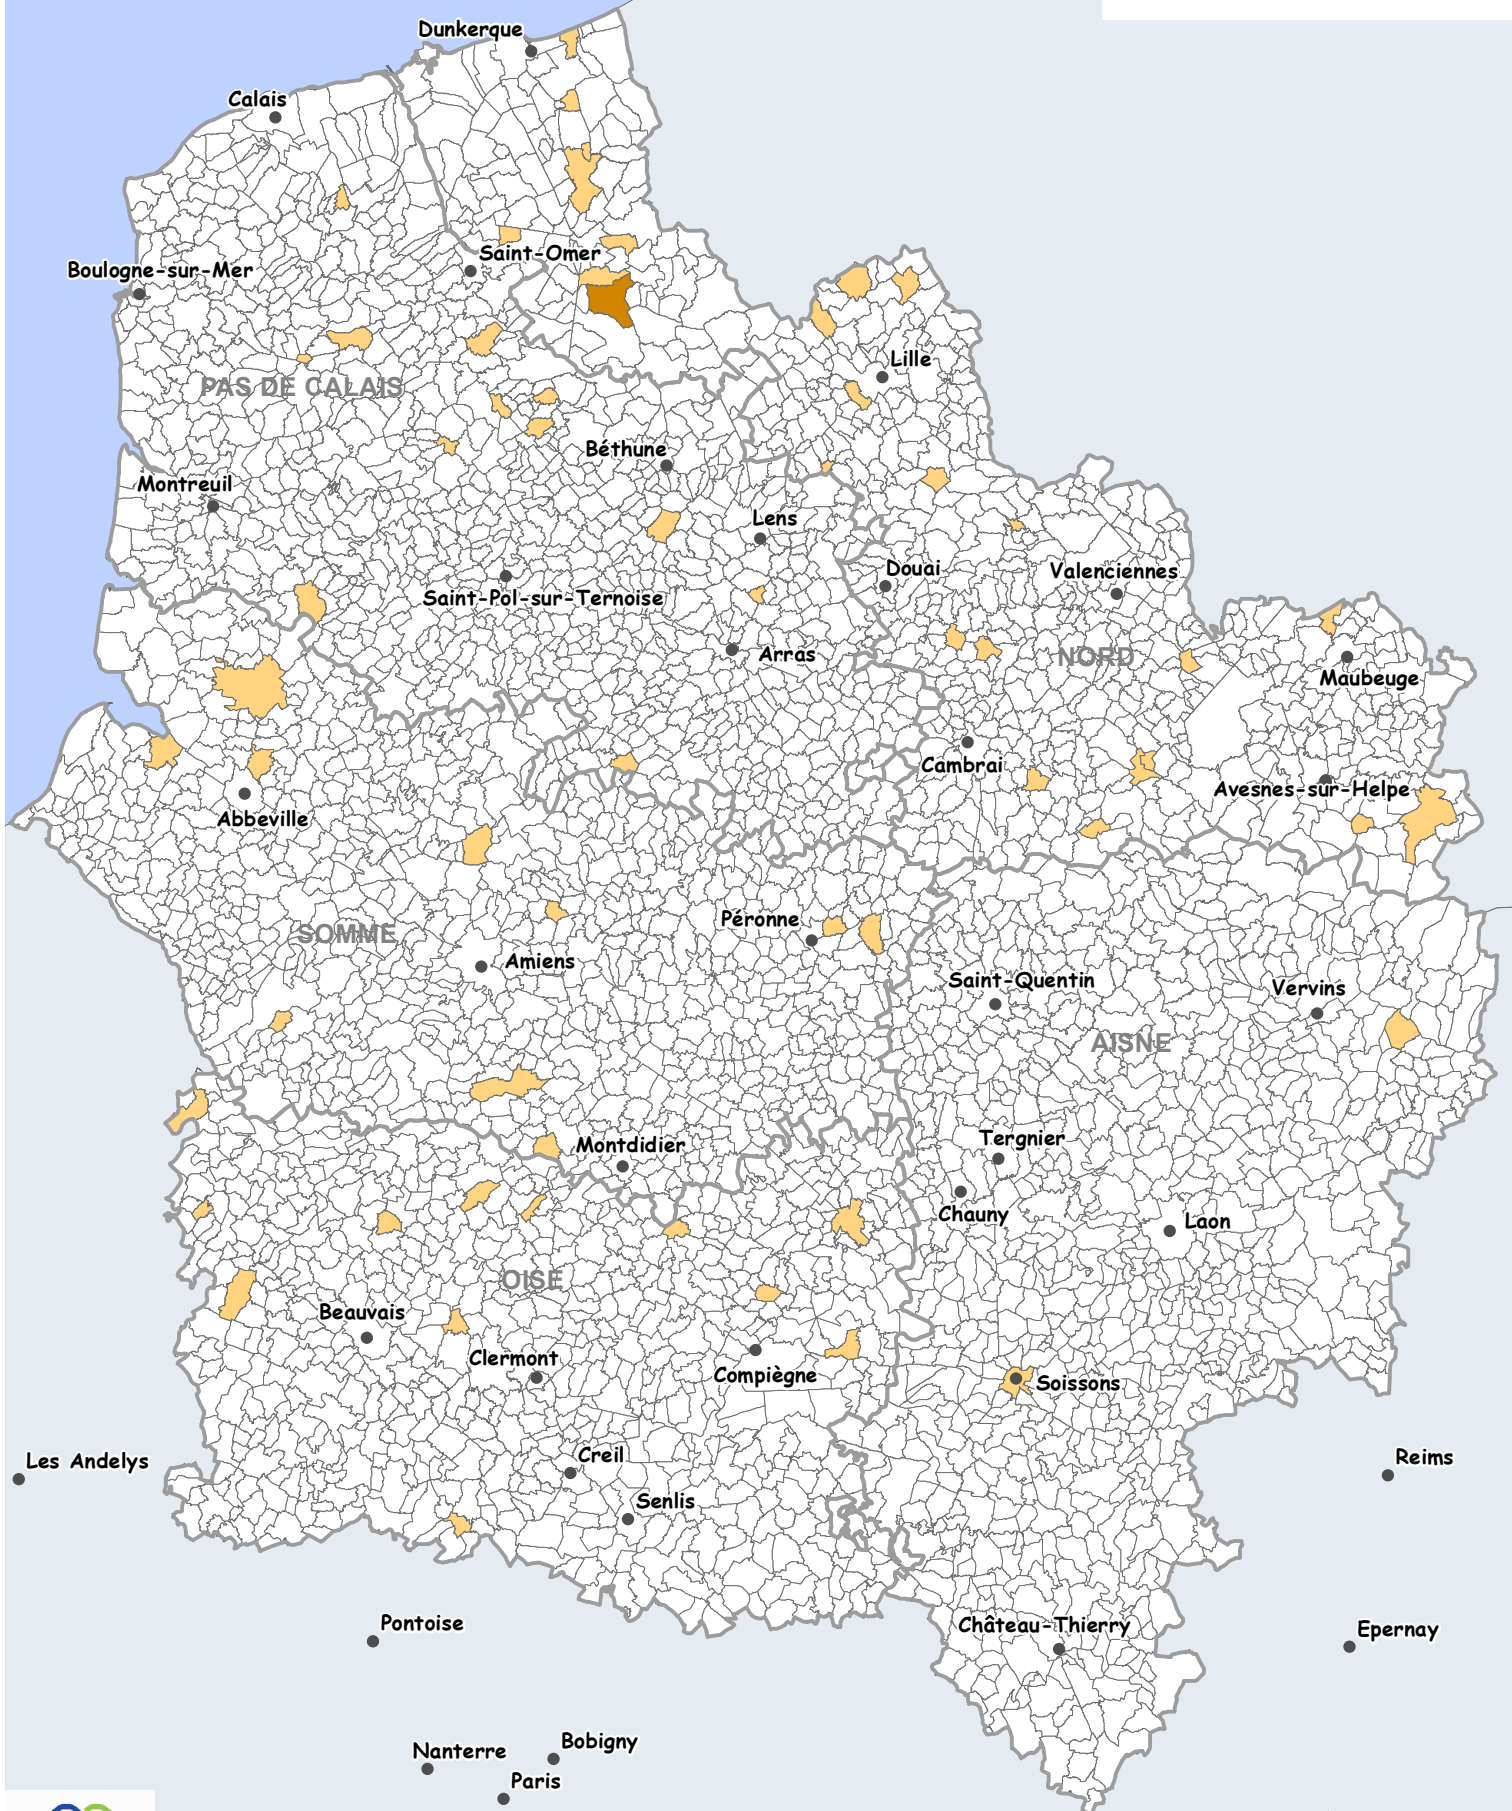 Dunkerque
Calais
Saint-Omer
Boulogne-sur-Mer
Lille
PAS DE CALAIS
Béthune
Montreuil
Lens
Douai
Valenciennes
Saint-Pol-sur-Ternoise
Arras
NORD
Maubeuge
Cambrai
Avesnes-sur-Helpe
Abbeville
Péronne
SOMME
Amiens
Saint-Quentin
Vervins
AISNE
Tergnier
Montdidier
Chauny
Laon
OISE
Beauvais
Clermont
Compiègne
Soissons
Creil
Les Andelys
Reims
Senlis
Pontoise
Château-Thierry
Epernay
Bobigny
Nanterre
Paris